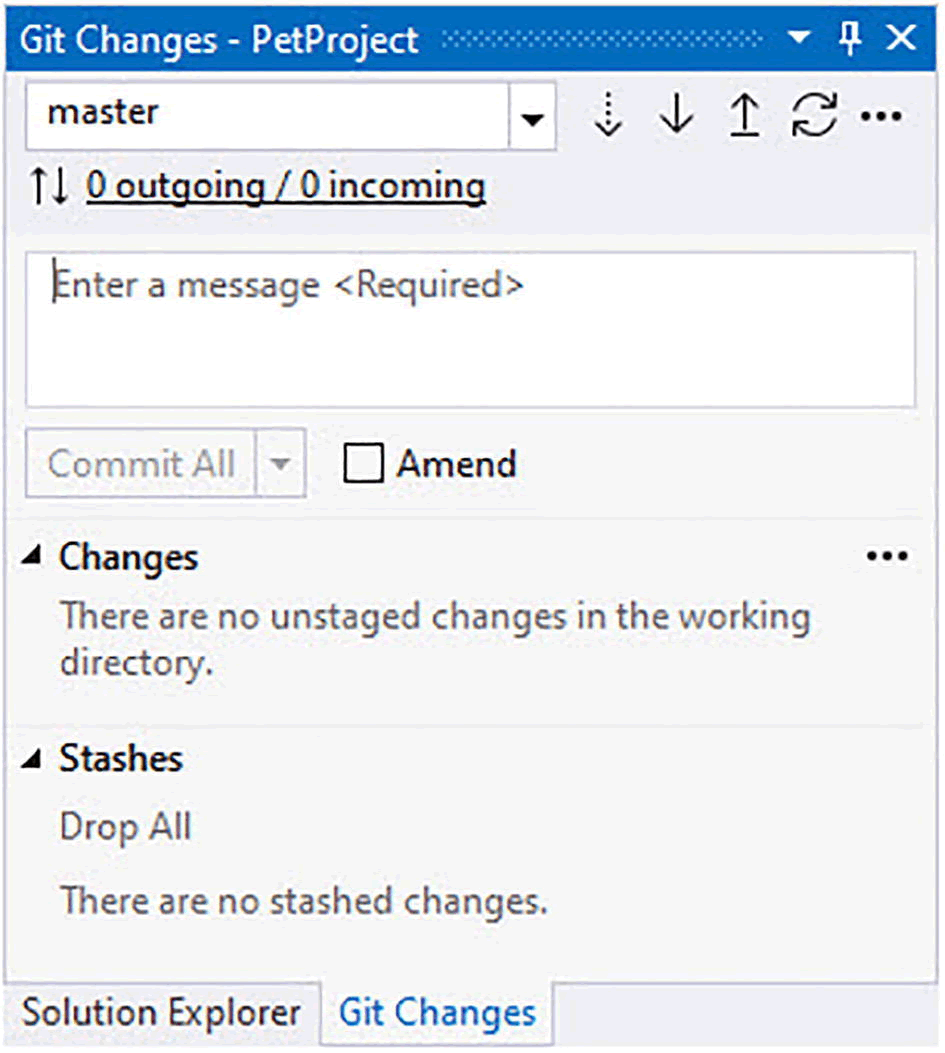 Git Changes - PetProject
master
0 outgoing / 0 incoming
Enter a message <Required>
Commit All
Amend
Changes
There are no unstaged changes in the working
directory.
Stashes
Drop All
There are no stashed changes.
Solution Explorer
Git Changes